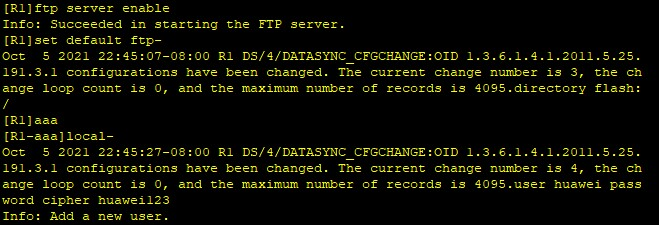 [R1]ftp server enable
Info: Succeeded in starting the FTP server.
[R1]set default ftp-
Oct  5 2021 22:45:07-08:00 R1 DS/4/DATASYNC_CFGCHANGE:OID 1.3.6.1.4.1.2011.5.25.
191.3.1 configurations have been changed. The current change number is 3, the ch
ange loop count is 0, and the maximum number of records is 4095.directory flash:
/
[R1]aaa
[R1-aaa]local-
Oct  5 2021 22:45:27-08:00 R1 DS/4/DATASYNC_CFGCHANGE:OID 1.3.6.1.4.1.2011.5.25.
191.3.1 configurations have been changed. The current change number is 4, the ch
ange loop count is 0, and the maximum number of records is 4095.user huawei pass
word cipher huawei123
Info: Add a new user.